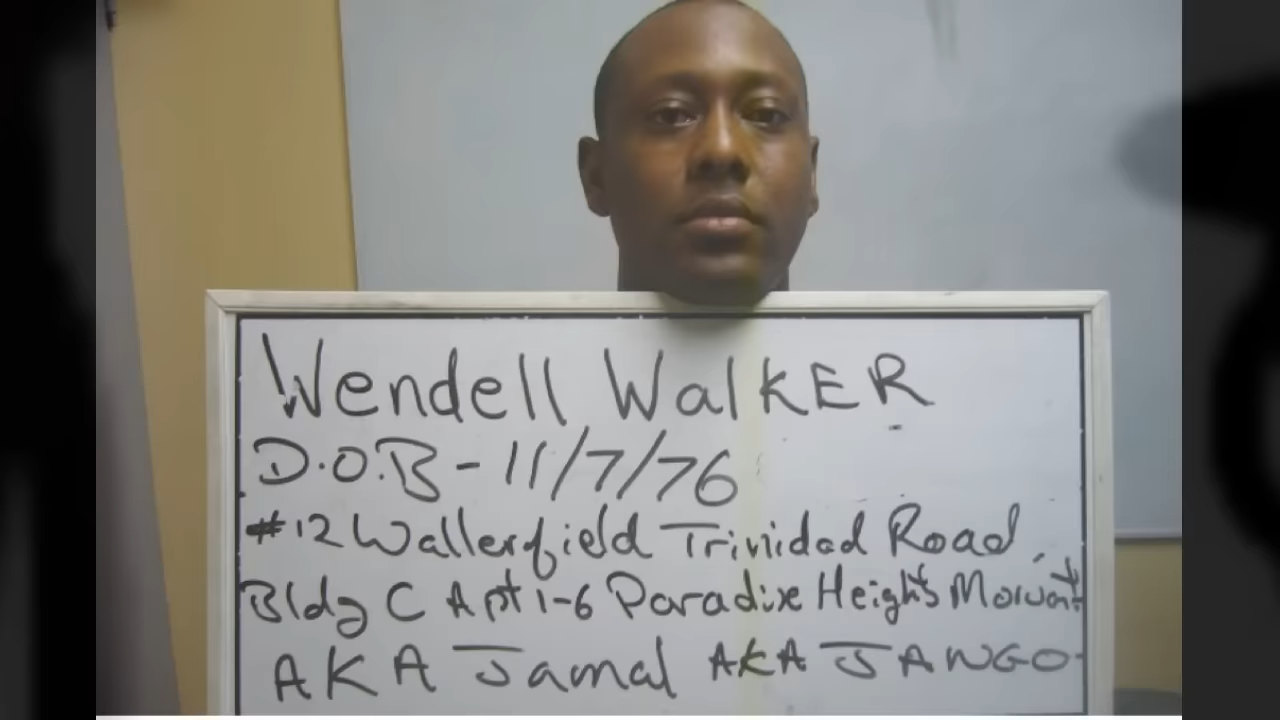 Wendell WalKER
D.O.B - 11/7/76
#12 Wallerfield Trinidad Road,
Bldg C Apt 1-6 Paradise Heights Morvant
AKA Jamal AKA JANGO